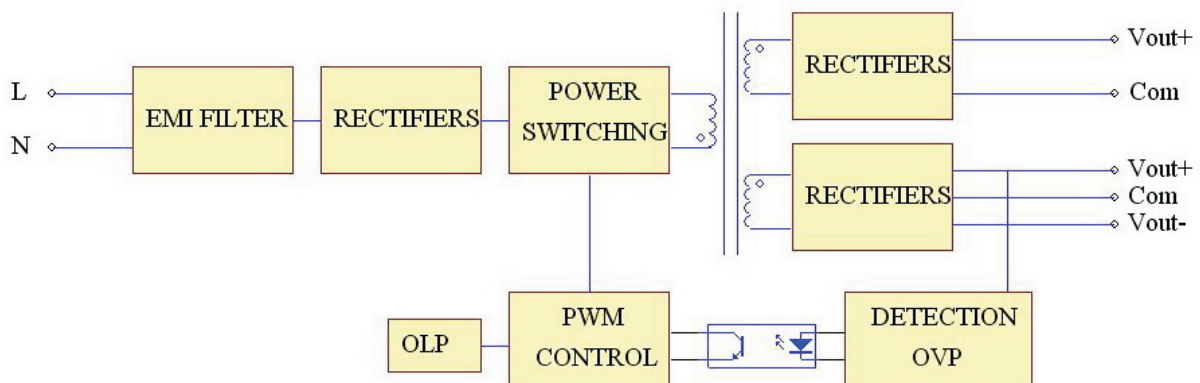 L
N
EMI FILTER
RECTIFIERS
POWER
SWITCHING
RECTIFIERS
Vout+
Com
RECTIFIERS
Vout+
Com
Vout-
OLP
PWM
CONTROL
DETECTION
OVP